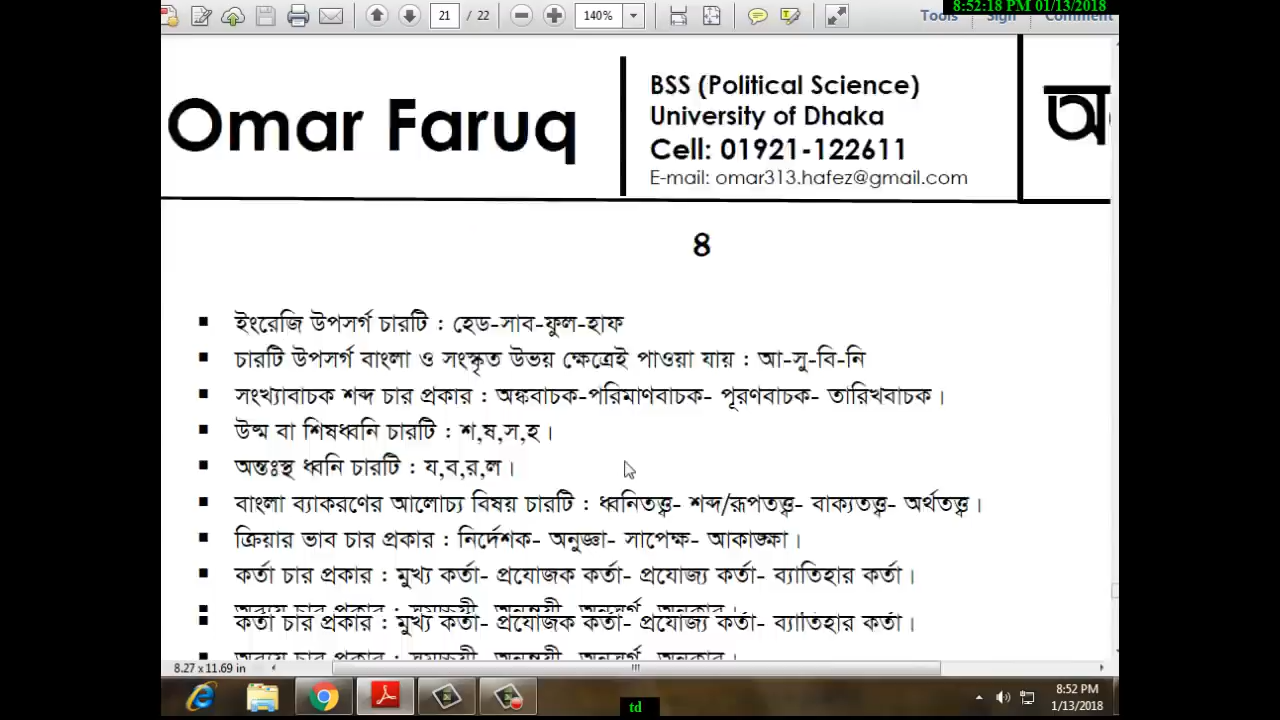 8:52:18 PM 01/13/2018
21 / 22 140% Tools Sign Comment
Omar Faruq
BSS (Political Science)
University of Dhaka
Cell: 01921-122611
E-mail: omar313.hafez@gmail.com
8
ইংরেজি উপসর্গ চারটি : হেড-সাব-ফুল-হাফ
চারটি উপসর্গ বাংলা ও সংস্কৃত উভয় ক্ষেত্রেই পাওয়া যায় : আ-সু-বি-নি
সংখ্যাবাচক শব্দ চার প্রকার : অঙ্কবাচক-পরিমাণবাচক- পূরণবাচক- তারিখবাচক।
উষ্ম বা শিষধ্বনি চারটি : শ,ষ,স,হ।
অন্তঃস্থ ধ্বনি চারটি : য,ব,র,ল।
বাংলা ব্যাকরণের আলোচ্য বিষয় চারটি : ধ্বনিতত্ত্ব- শব্দ/রূপতত্ত্ব- বাক্যতত্ত্ব- অর্থতত্ত্ব।
ক্রিয়ার ভাব চার প্রকার : নির্দেশক- অনুজ্ঞা- সাপেক্ষ- আকাঙ্ক্ষা।
কর্তা চার প্রকার : মুখ্য কর্তা- প্রযোজক কর্তা- প্রযোজ্য কর্তা- ব্যাতিহার কর্তা।
কর্তা চার প্রকার : মুখ্য কর্তা- প্রযোজক কর্তা- প্রযোজ্য কর্তা- ব্যাতিহার কর্তা।
8.27 x 11.69 in
8:52 PM
1/13/2018
td